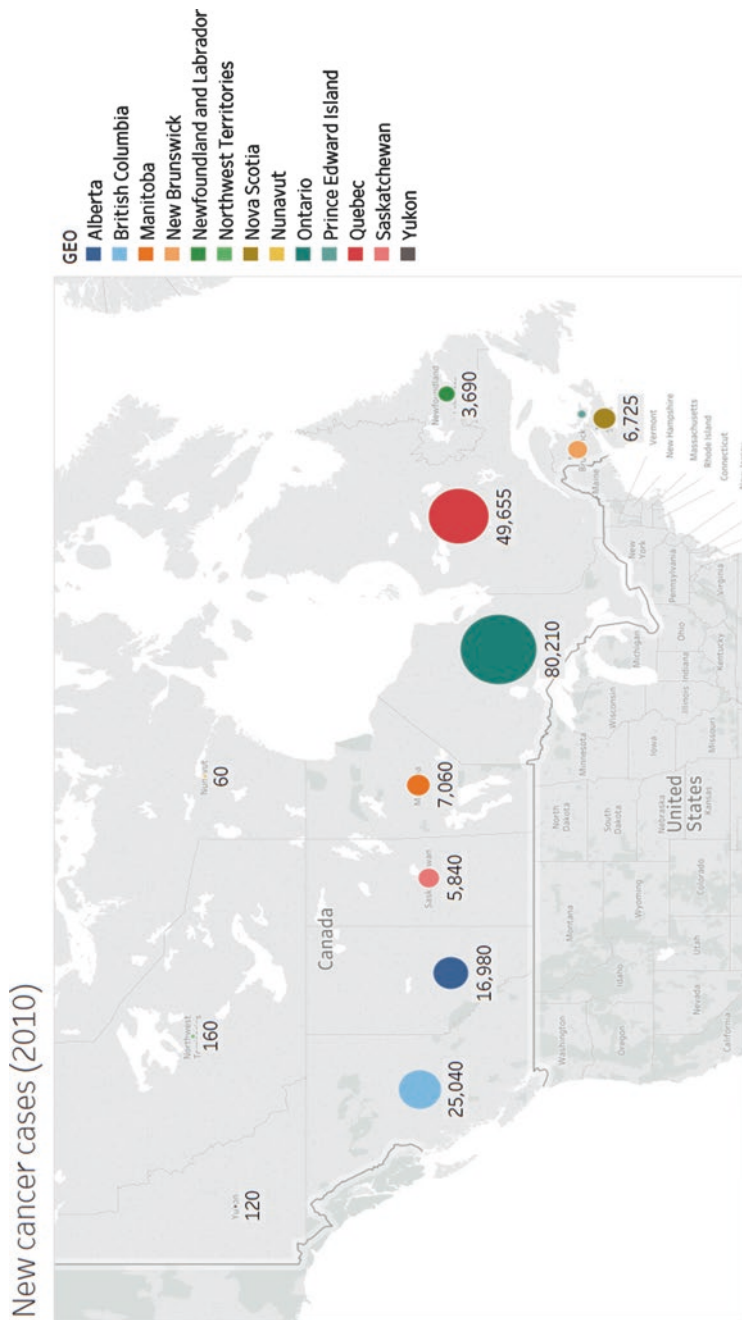 New cancer cases (2010)
GEO
Alberta
British Columbia
Manitoba
New Brunswick
Newfoundland and Labrador
Northwest Territories
Nova Scotia
Nunavut
Ontario
Prince Edward Island
Quebec
Saskatchewan
Yukon
120
Northwest
160
60
Canada
25,040
16,980
5,840
7,060
80,210
49,655
Newfoundland
3,690
6,725
Maine
Vermont
New Hampshire
Massachusetts
Rhode Island
Connecticut
Washington
Oregon
California
Nevada
Idaho
Utah
Montana
Wyoming
Colorado
North
Dakota
South
Dakota
Nebraska
United
States
Kansas
Minnesota
Iowa
Missouri
Wisconsin
Illinois
Michigan
Indiana
Ohio
Kentucky
New
York
Pennsylvania
Virginia